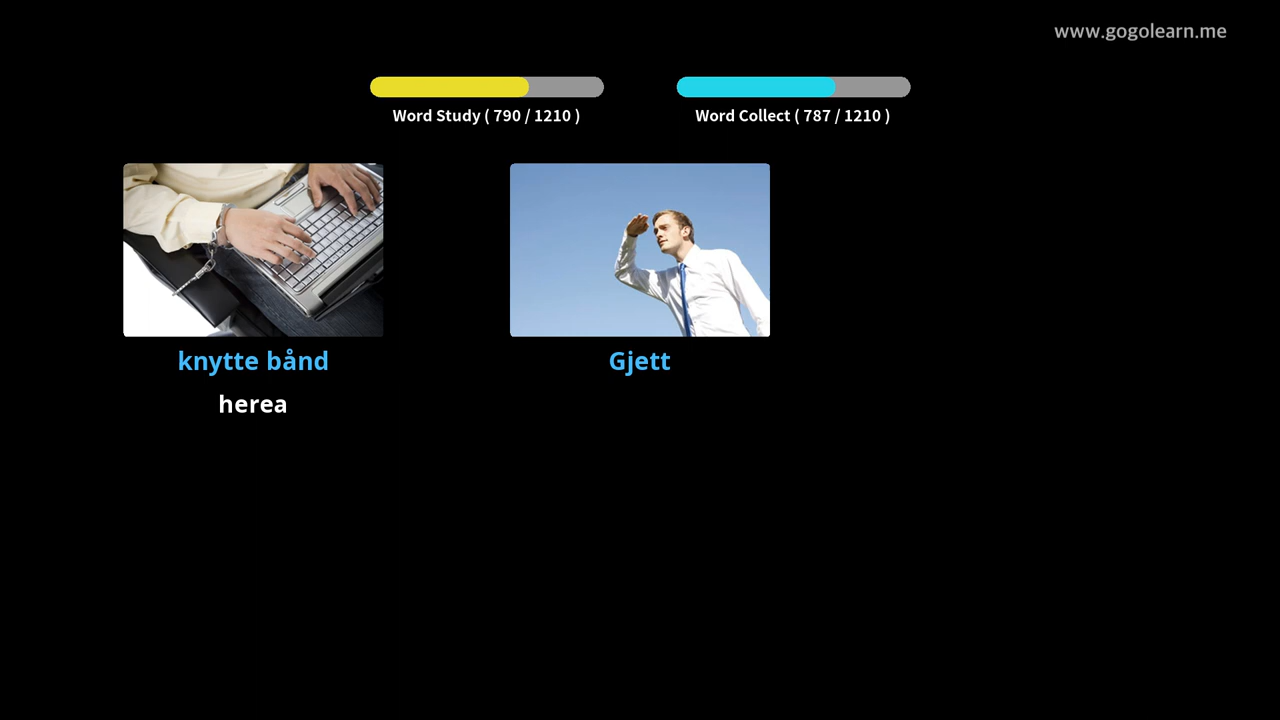 www.gogolearn.me
Word Study ( 790 / 1210 )
Word Collect ( 787 / 1210 )
knytte bånd
Gjett
herea